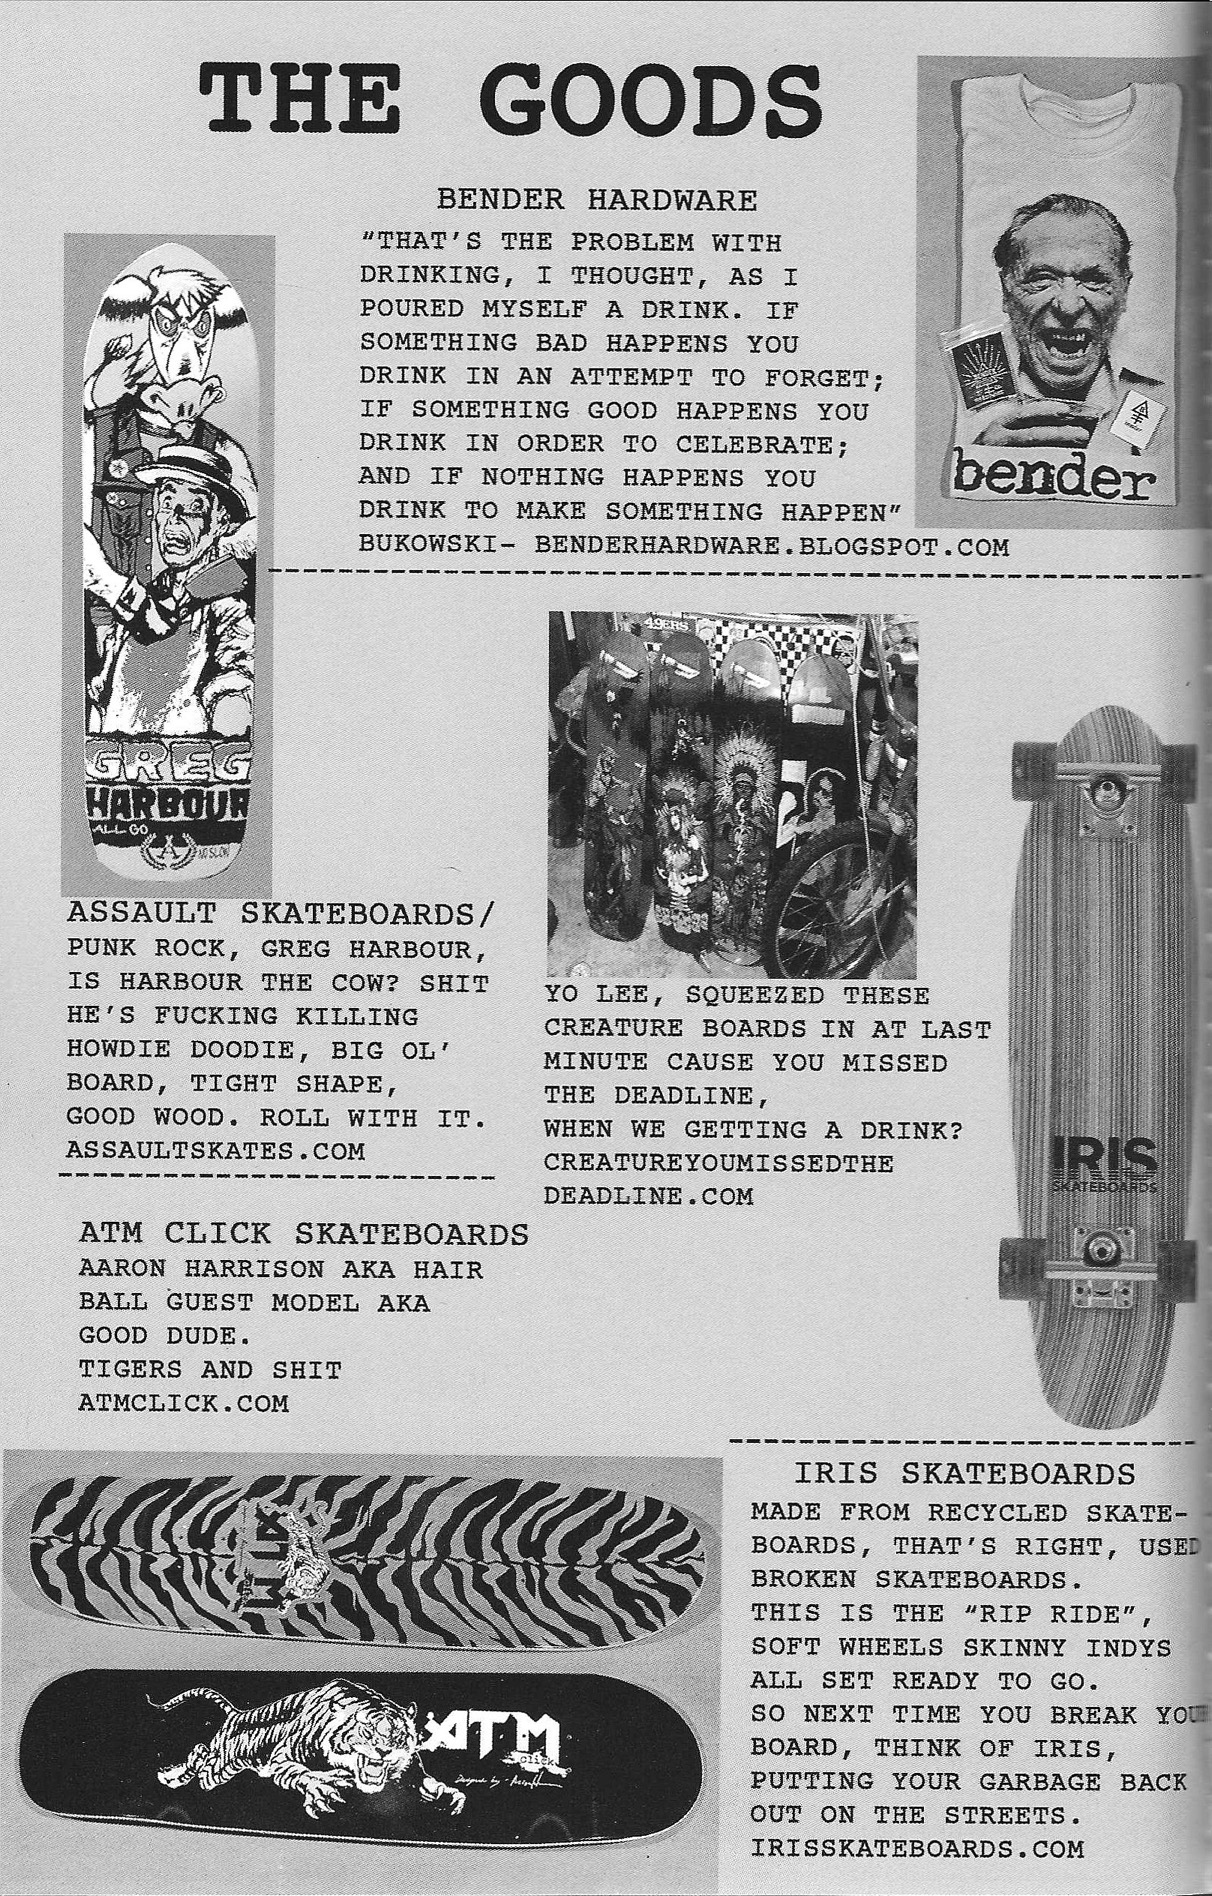 THE GOODS
BENDER HARDWARE
"THAT'S THE PROBLEM WITH
DRINKING, I THOUGHT, AS I
POURED MYSELF A DRINK. IF
SOMETHING BAD HAPPENS YOU
DRINK IN AN ATTEMPT TO FORGET;
IF SOMETHING GOOD HAPPENS YOU
DRINK IN ORDER TO CELEBRATE;
AND IF NOTHING HAPPENS YOU
DRINK TO MAKE SOMETHING HAPPEN"
BUKOWSKI- BENDERHARDWARE.BLOGSPOT.COM
bender
GREG
HARBOUR
ALL GO
A
NO SLOW
ASSAULT SKATEBOARDS/
PUNK ROCK, GREG HARBOUR,
IS HARBOUR THE COW? SHIT
HE'S FUCKING KILLING
HOWDIE DOODIE, BIG OL'
BOARD, TIGHT SHAPE,
GOOD WOOD. ROLL WITH IT.
ASSAULTSKATES.COM
49ERS
YO LEE, SQUEEZED THESE
CREATURE BOARDS IN AT LAST
MINUTE CAUSE YOU MISSED
THE DEADLINE,
WHEN WE GETTING A DRINK?
CREATUREYOUMISSEDTHE
DEADLINE.COM
IRIS
SKATEBOARDS
ATM CLICK SKATEBOARDS
AARON HARRISON AKA HAIR
BALL GUEST MODEL AKA
GOOD DUDE.
TIGERS AND SHIT
ATMCLICK.COM
ATM
ATM
click
Designed by
IRIS SKATEBOARDS
MADE FROM RECYCLED SKATE-
BOARDS, THAT'S RIGHT, USED
BROKEN SKATEBOARDS.
THIS IS THE "RIP RIDE",
SOFT WHEELS SKINNY INDYS
ALL SET READY TO GO.
SO NEXT TIME YOU BREAK YOUR
BOARD, THINK OF IRIS,
PUTTING YOUR GARBAGE BACK
OUT ON THE STREETS.
IRISSKATEBOARDS.COM